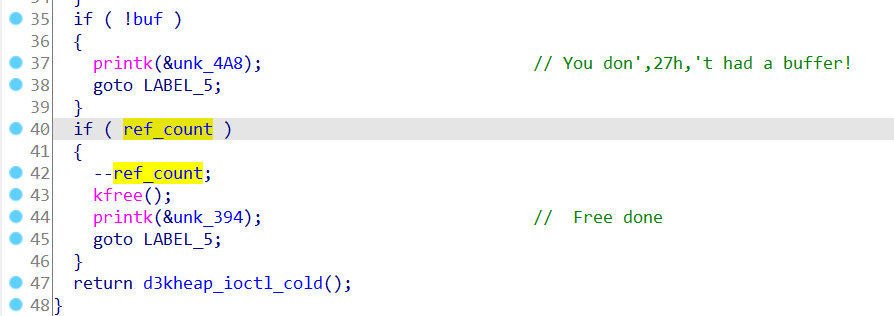 35 if ( !buf )
36 {
37 printk(&unk_4A8); // You don',27h,'t had a buffer!
38 goto LABEL_5;
39 }
40 if ( ref_count )
41 {
42 --ref_count;
43 kfree();
44 printk(&unk_394); //  Free done
45 goto LABEL_5;
46 }
47 return d3kheap_ioctl_cold();
48 }